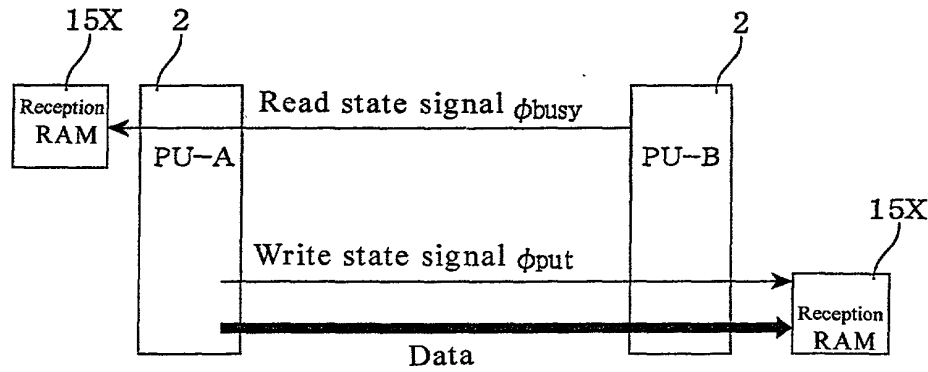 15X
2
2
Reception
RAM
Read state signal ϕbusy
PU-A
PU-B
15X
Write state signal ϕput
Reception
RAM
Data